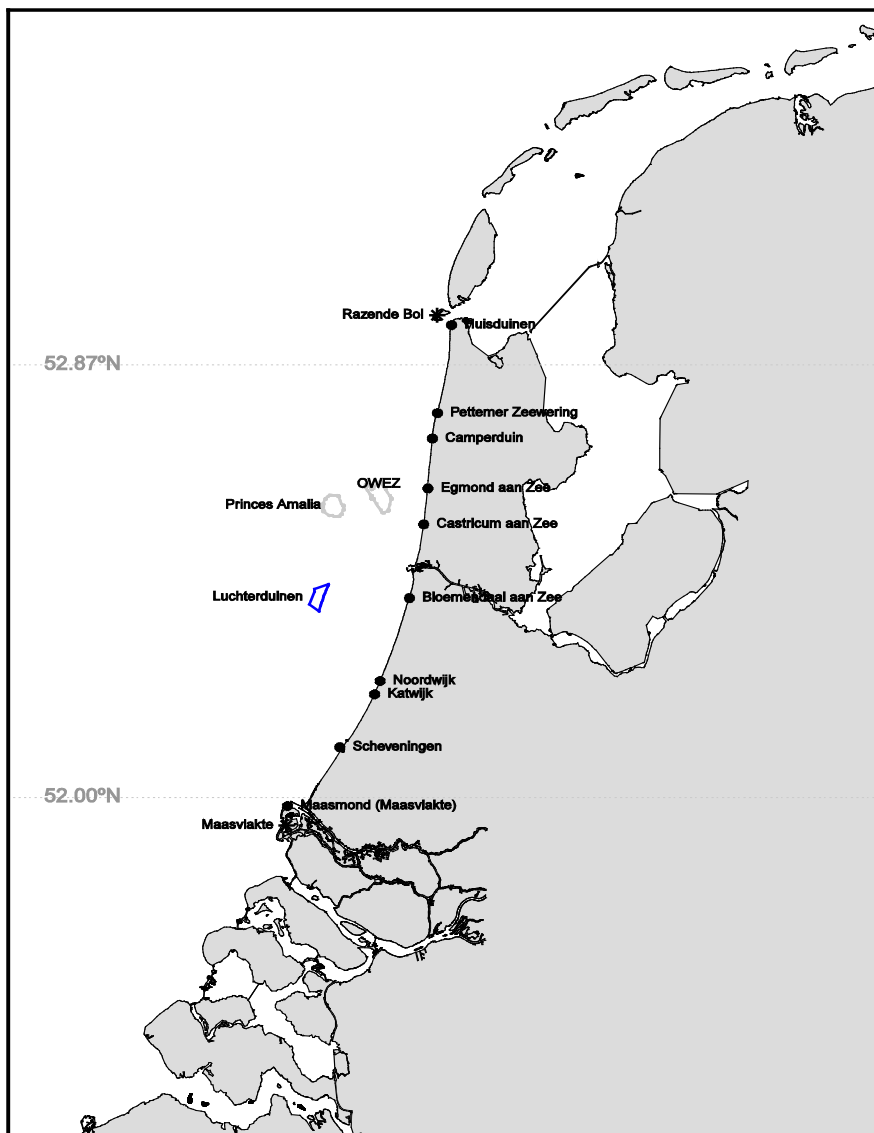 Razende Bol
Huisduinen
52.87ºN
Pettemer Zeewering
Camperduin
OWEZ
Egmond aan Zee
Princes Amalia
Castricum aan Zee
Luchterduinen
Bloemendaal aan Zee
Noordwijk
Katwijk
Scheveningen
52.00ºN
Maasmond (Maasvlakte)
Maasvlakte